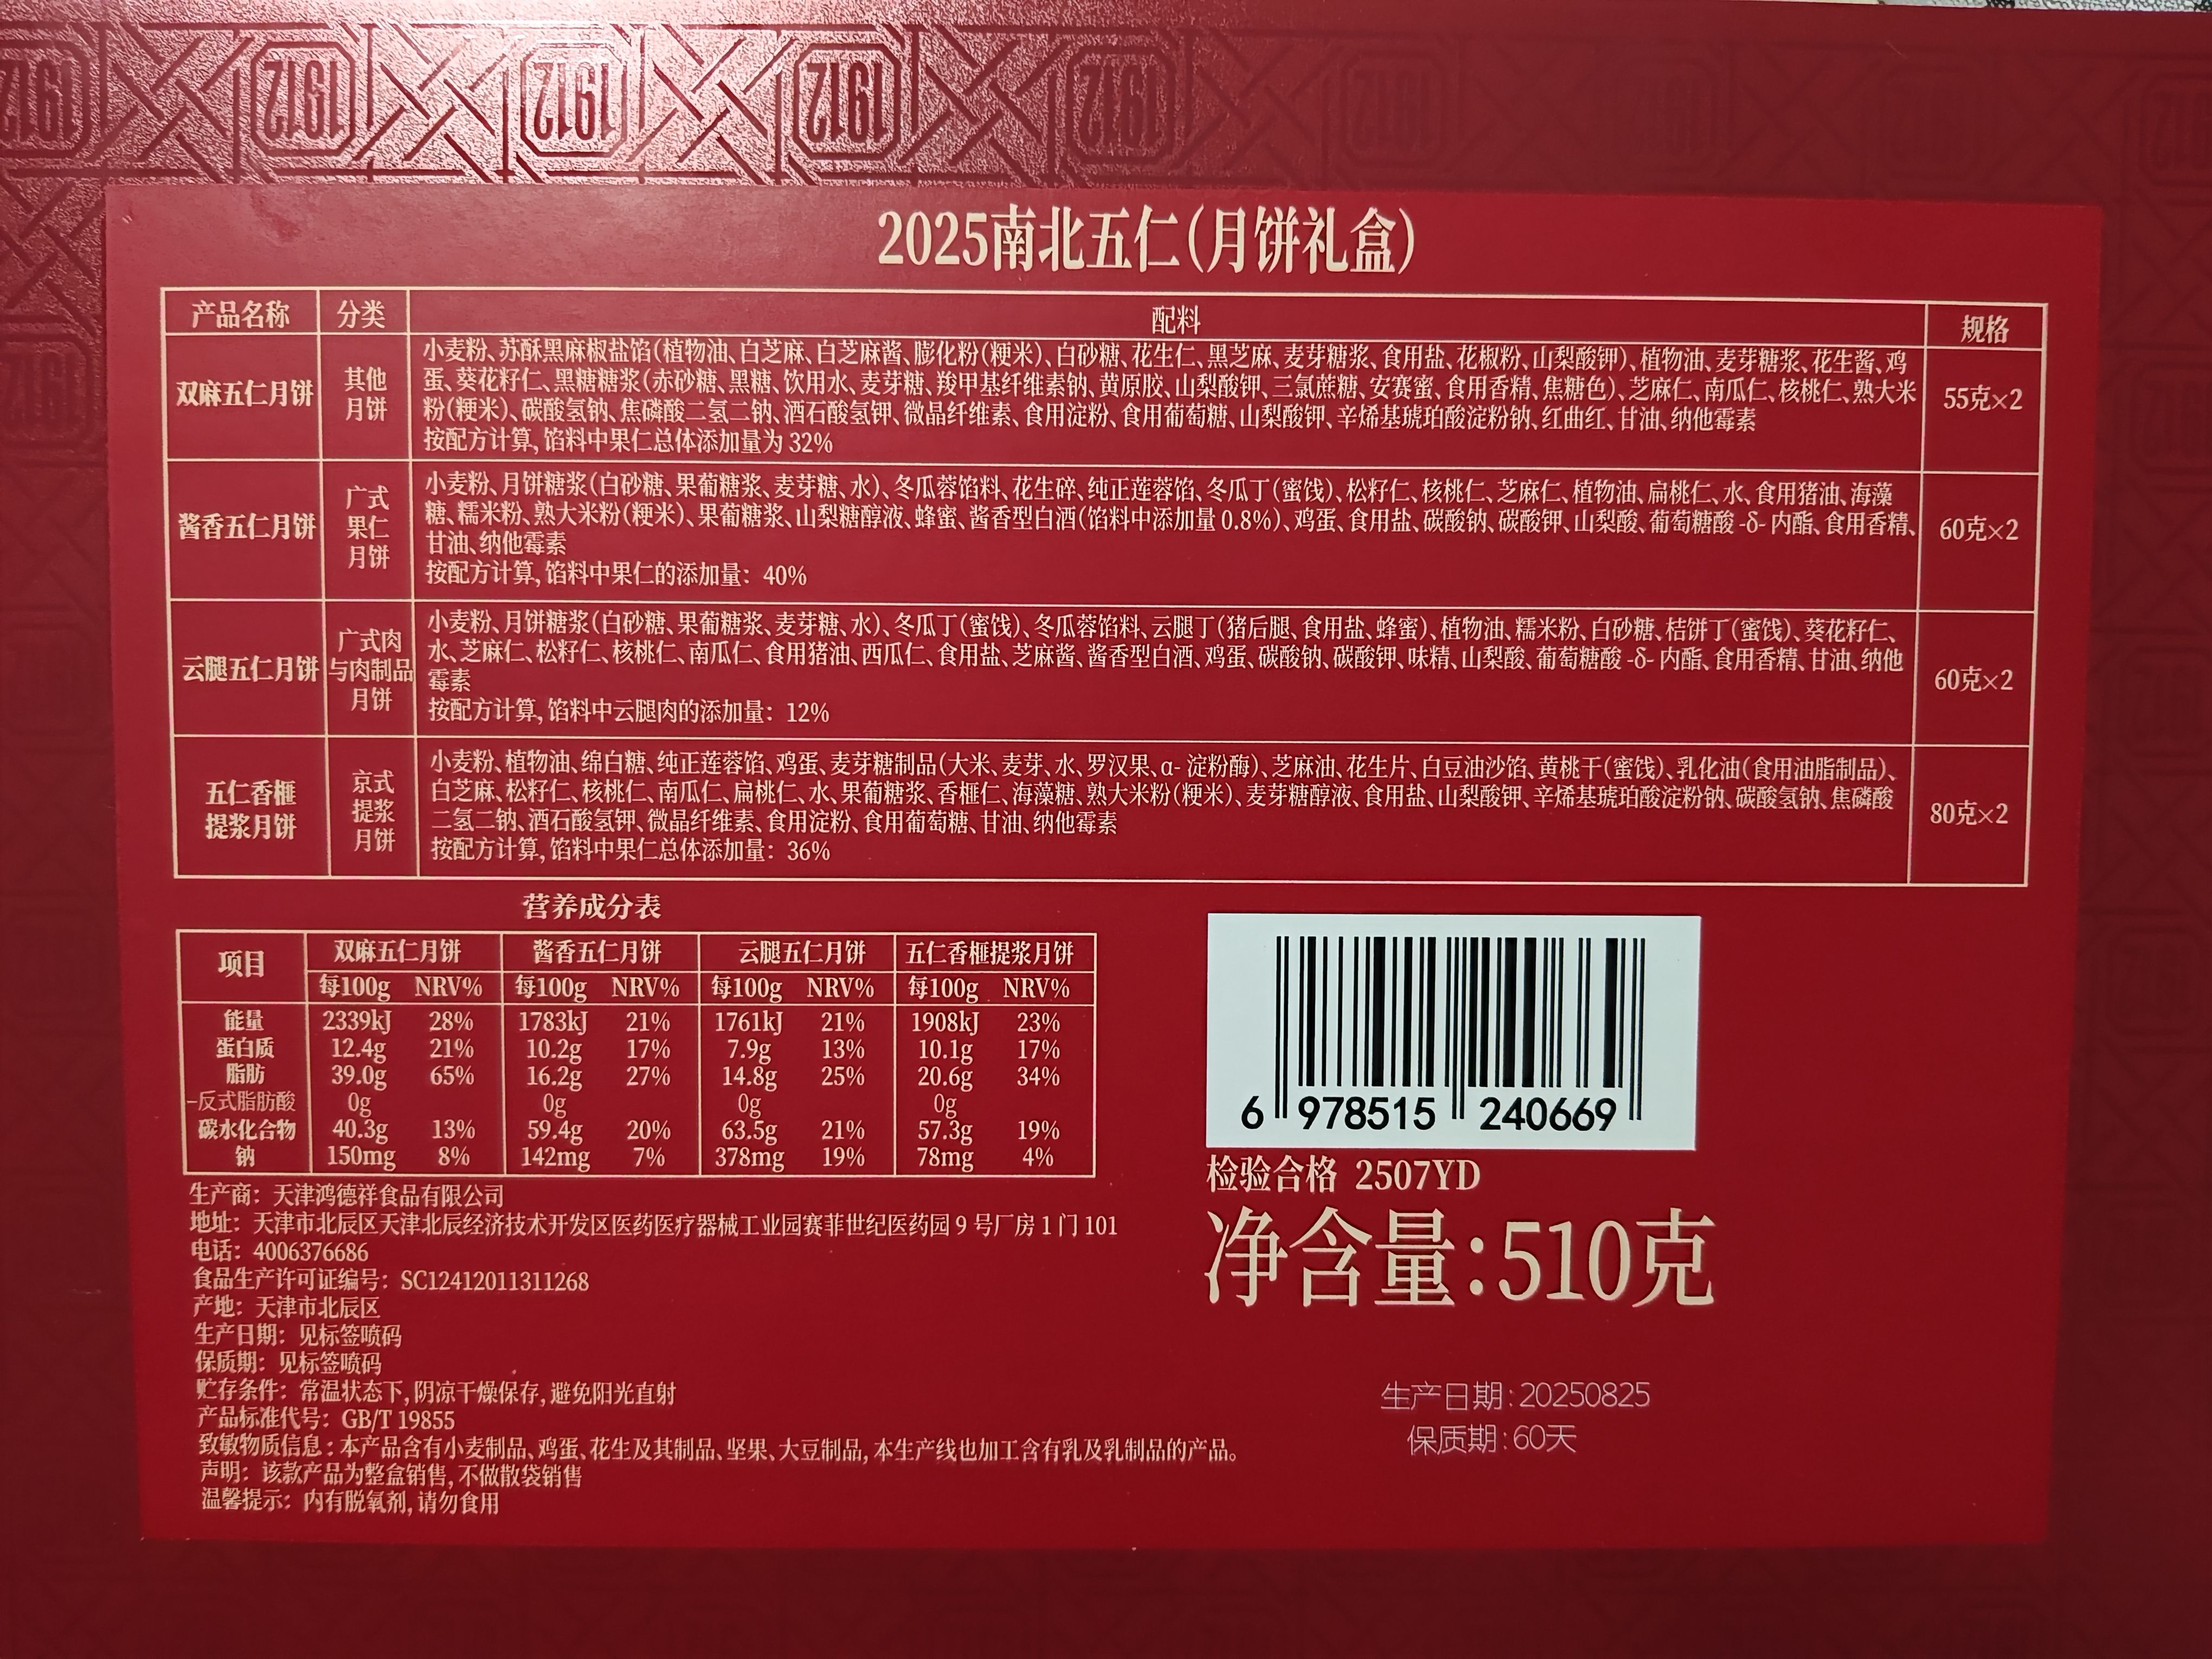 1912 1912 1912 1912 1912
2025南北五仁(月饼礼盒)
产品名称 分类 配料 规格
双麻五仁月饼
其他
月饼
小麦粉、苏酥黑麻椒盐馅(植物油、白芝麻、白芝麻酱、膨化粉(粳米)、白砂糖、花生仁、黑芝麻、麦芽糖浆、食用盐、花椒粉、山梨酸钾)、植物油、麦芽糖浆、花生酱、鸡
蛋、葵花籽仁、黑糖糖浆(赤砂糖、黑糖、饮用水、麦芽糖、羧甲基纤维素钠、黄原胶、山梨酸钾、三氯蔗糖、安赛蜜、食用香精、焦糖色)、芝麻仁、南瓜仁、核桃仁、熟大米
粉(粳米)、碳酸氢钠、焦磷酸二氢二钠、酒石酸氢钾、微晶纤维素、食用淀粉、食用葡萄糖、山梨酸钾、辛烯基琥珀酸淀粉钠、红曲红、甘油、纳他霉素
按配方计算,馅料中果仁总体添加量为 32%
55克×2
酱香五仁月饼
广式
果仁
月饼
小麦粉、月饼糖浆(白砂糖、果葡糖浆、麦芽糖、水)、冬瓜蓉馅料、花生碎、纯正莲蓉馅、冬瓜丁(蜜饯)、松籽仁、核桃仁、芝麻仁、植物油、扁桃仁、水、食用猪油、海藻
糖、糯米粉、熟大米粉(粳米)、果葡糖浆、山梨糖醇液、蜂蜜、酱香型白酒(馅料中添加量 0.8%)、鸡蛋、食用盐、碳酸钠、碳酸钾、山梨酸、葡萄糖酸 -δ- 内酯、食用香精、
甘油、纳他霉素
按配方计算,馅料中果仁的添加量：40%
60克×2
云腿五仁月饼
广式肉
与肉制品
月饼
小麦粉、月饼糖浆(白砂糖、果葡糖浆、麦芽糖、水)、冬瓜丁(蜜饯)、冬瓜蓉馅料、云腿丁(猪后腿、食用盐、蜂蜜)、植物油、糯米粉、白砂糖、桔饼丁(蜜饯)、葵花籽仁、
水、芝麻仁、松籽仁、核桃仁、南瓜仁、食用猪油、西瓜仁、食用盐、芝麻酱、酱香型白酒、鸡蛋、碳酸钠、碳酸钾、味精、山梨酸、葡萄糖酸 -δ- 内酯、食用香精、甘油、纳他
霉素
按配方计算,馅料中云腿肉的添加量：12%
60克×2
五仁香榧
提浆月饼
京式
提浆
月饼
小麦粉、植物油、绵白糖、纯正莲蓉馅、鸡蛋、麦芽糖制品(大米、麦芽、水、罗汉果、α- 淀粉酶)、芝麻油、花生片、白豆油沙馅、黄桃干(蜜饯)、乳化油(食用油脂制品)、
白芝麻、松籽仁、核桃仁、南瓜仁、扁桃仁、水、果葡糖浆、香榧仁、海藻糖、熟大米粉(粳米)、麦芽糖醇液、食用盐、山梨酸钾、辛烯基琥珀酸淀粉钠、碳酸氢钠、焦磷酸
二氢二钠、酒石酸氢钾、微晶纤维素、食用淀粉、食用葡萄糖、甘油、纳他霉素
按配方计算,馅料中果仁总体添加量：36%
80克×2
营养成分表
项目 双麻五仁月饼 酱香五仁月饼 云腿五仁月饼 五仁香榧提浆月饼
每100g NRV% 每100g NRV% 每100g NRV% 每100g NRV%
能量 2339kJ 28% 1783kJ 21% 1761kJ 21% 1908kJ 23%
蛋白质 12.4g 21% 10.2g 17% 7.9g 13% 10.1g 17%
脂肪 39.0g 65% 16.2g 27% 14.8g 25% 20.6g 34%
-反式脂肪酸 0g 0g 0g 0g
碳水化合物 40.3g 13% 59.4g 20% 63.5g 21% 57.3g 19%
钠 150mg 8% 142mg 7% 378mg 19% 78mg 4%
生产商：天津鸿德祥食品有限公司
地址：天津市北辰区天津北辰经济技术开发区医药医疗器械工业园赛菲世纪医药园 9 号厂房 1 门 101
电话：4006376686
食品生产许可证编号：SC12412011311268
产地：天津市北辰区
生产日期：见标签喷码
保质期：见标签喷码
贮存条件：常温状态下,阴凉干燥保存,避免阳光直射
产品标准代号：GB/T 19855
致敏物质信息：本产品含有小麦制品、鸡蛋、花生及其制品、坚果、大豆制品,本生产线也加工含有乳及乳制品的产品。
声明：该款产品为整盒销售,不做散袋销售
温馨提示：内有脱氧剂,请勿食用
6 978515 240669
检验合格 2507YD
净含量:510克
生产日期:20250825
保质期:60天